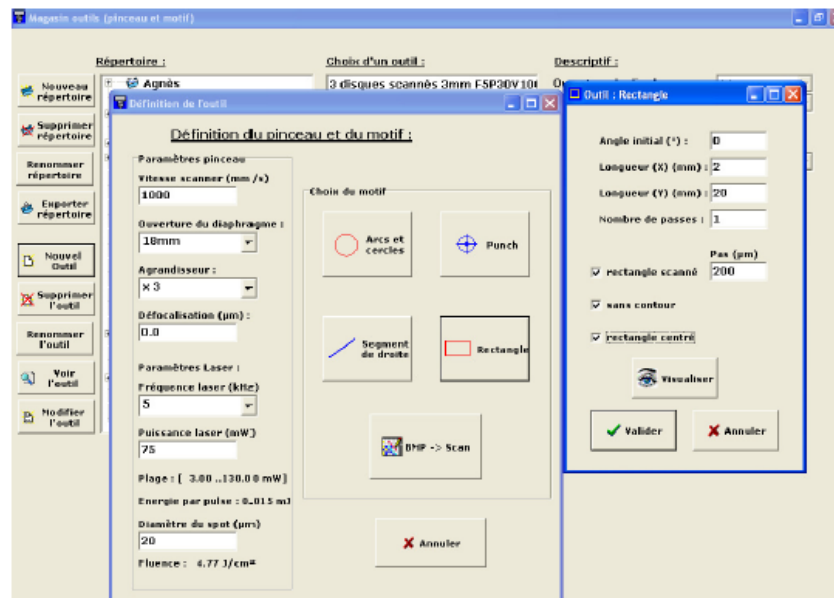 Magasin outils (pinceau et motif)
Répertoire :
Choix d'un outil :
Descriptif :
Nouveau répertoire
Supprimer répertoire
Renommer répertoire
Exporter répertoire
Nouvel Outil
Supprimer l'outil
Renommer l'outil
Voir l'outil
Modifier l'outil
Agnès
3 disques scannés 3mm F5P30V10
Définition de l'outil
Définition du pinceau et du motif :
Paramètres pinceau
Vitesse scanner (mm/s)
1000
Ouverture du diaphragme :
18mm
Agrandisseur :
x 3
Défocalisation (µm) :
0.0
Paramètres Laser :
Fréquence laser (kHz)
5
Puissance laser (mW)
75
Plage : [ 3.00 ..130.00 mW]
Energie par pulse : 0.015 mJ
Diamètre du spot (µm)
20
Fluence : 4.77 J/cm²
Choix du motif
Arcs et cercles
Punch
Segment de droite
Rectangle
BMP -> Scan
Annuler
Outil : Rectangle
Angle initial (°) : 0
Longueur (X) (mm) : 2
Longueur (Y) (mm) : 20
Nombre de passes : 1
Pas (µm)
rectangle scanné 200
sans contour
rectangle centré
Visualiser
Valider
Annuler